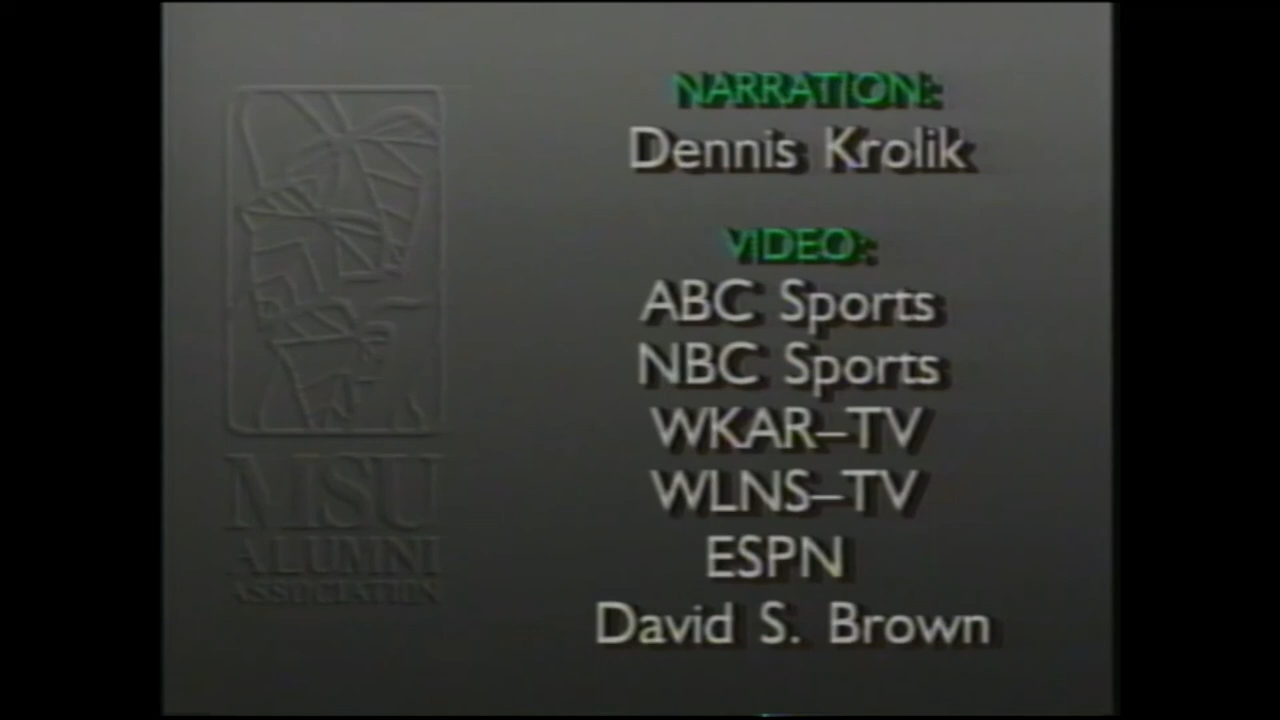 NARRATION:
Dennis Krolik
VIDEO:
ABC Sports
NBC Sports
WKAR–TV
WLNS–TV
ESPN
David S. Brown
MSU
ALUMNI
ASSOCIATION